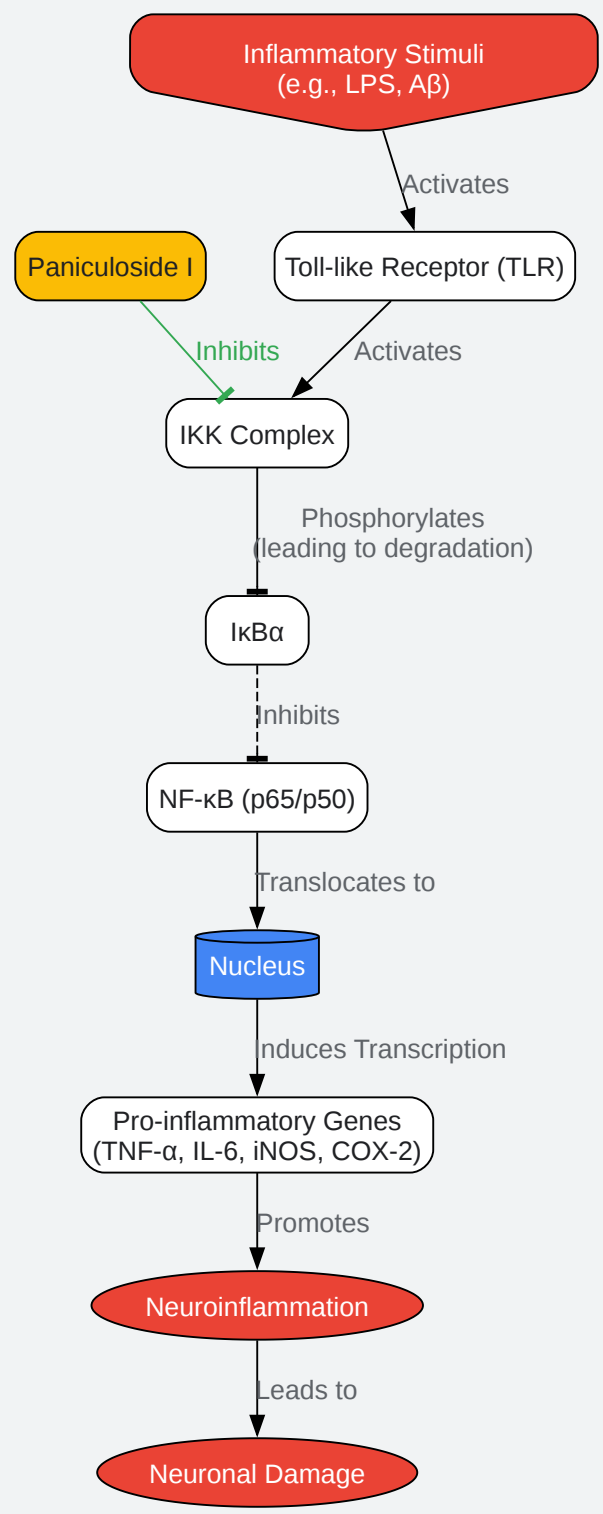 Inflammatory Stimuli
(e.g., LPS, Aβ)
Activates
Paniculoside I
Toll-like Receptor (TLR)
Inhibits
Activates
IKK Complex
Phosphorylates
(leading to degradation)
IκBα
Inhibits
NF-κB (p65/p50)
Translocates to
Nucleus
Induces Transcription
Pro-inflammatory Genes
(TNF-α, IL-6, iNOS, COX-2)
Promotes
Neuroinflammation
Leads to
Neuronal Damage